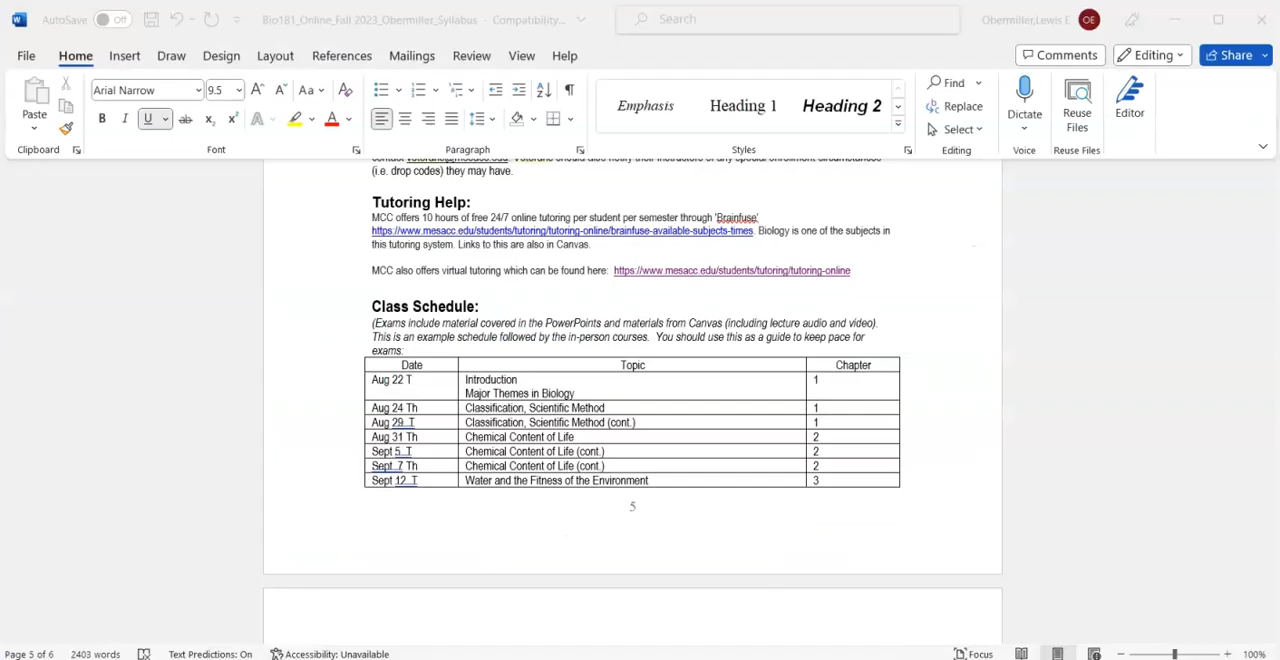 AutoSave Off Bio181_Online_Fall 2023_Obermiller_Syllabus - Compatibility... Search Obermiller,Lewis E OE
File Home Insert Draw Design Layout References Mailings Review View Help Comments Editing Share
Paste Arial Narrow 9.5 A A Aa A Emphasis Heading 1 Heading 2 Find Replace Select Dictate Reuse Files Editor
B I U ab x₂ x² A A
Clipboard Font Paragraph Styles Editing Voice Reuse Files
(i.e. drop codes) they may have.
Tutoring Help:
MCC offers 10 hours of free 24/7 online tutoring per student per semester through 'Brainfuse'
https://www.mesacc.edu/students/tutoring/tutoring-online/brainfuse-available-subjects-times. Biology is one of the subjects in
this tutoring system. Links to this are also in Canvas.
MCC also offers virtual tutoring which can be found here: https://www.mesacc.edu/students/tutoring/tutoring-online
Class Schedule:
(Exams include material covered in the PowerPoints and materials from Canvas (including lecture audio and video).
This is an example schedule followed by the in-person courses. You should use this as a guide to keep pace for
exams:
Date Topic Chapter
Aug 22 T Introduction 1
Major Themes in Biology
Aug 24 Th Classification, Scientific Method 1
Aug 29 T Classification, Scientific Method (cont.) 1
Aug 31 Th Chemical Content of Life 2
Sept 5 T Chemical Content of Life (cont.) 2
Sept 7 Th Chemical Content of Life (cont.) 2
Sept 12 T Water and the Fitness of the Environment 3
5
Page 5 of 6 2403 words Text Predictions: On Accessibility: Unavailable Focus 100%